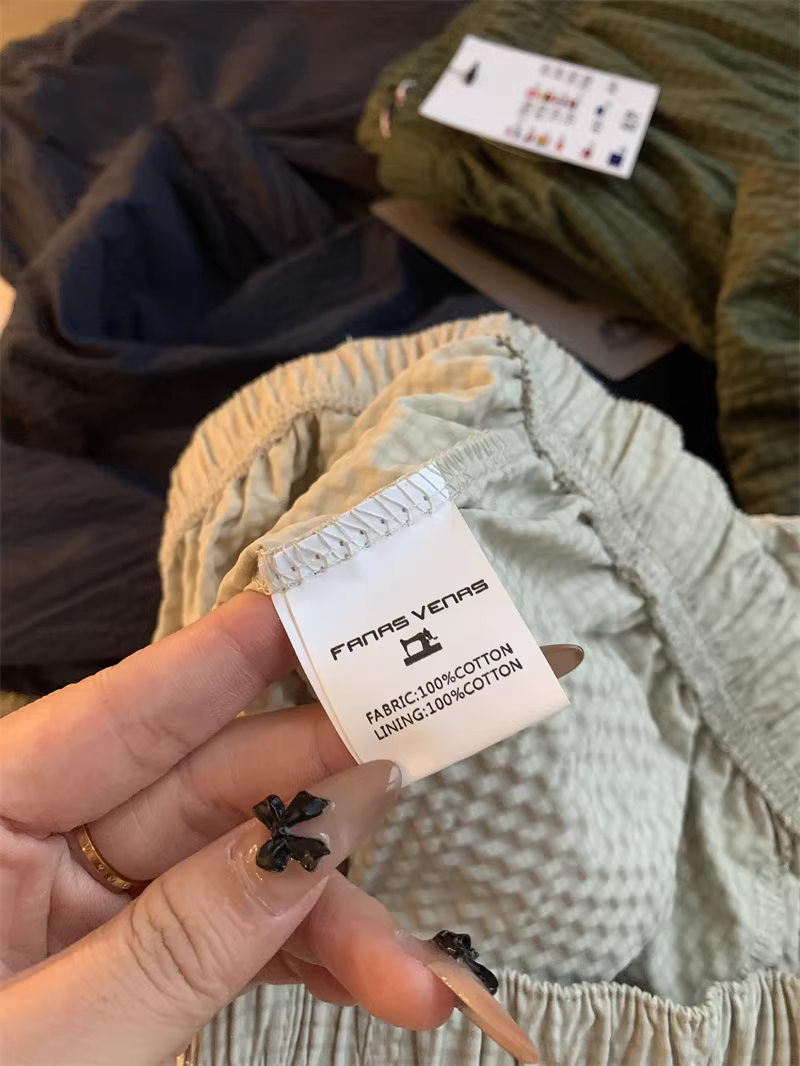 FANAS VENAS
FABRIC:100%COTTON
LINING:100%COTTON